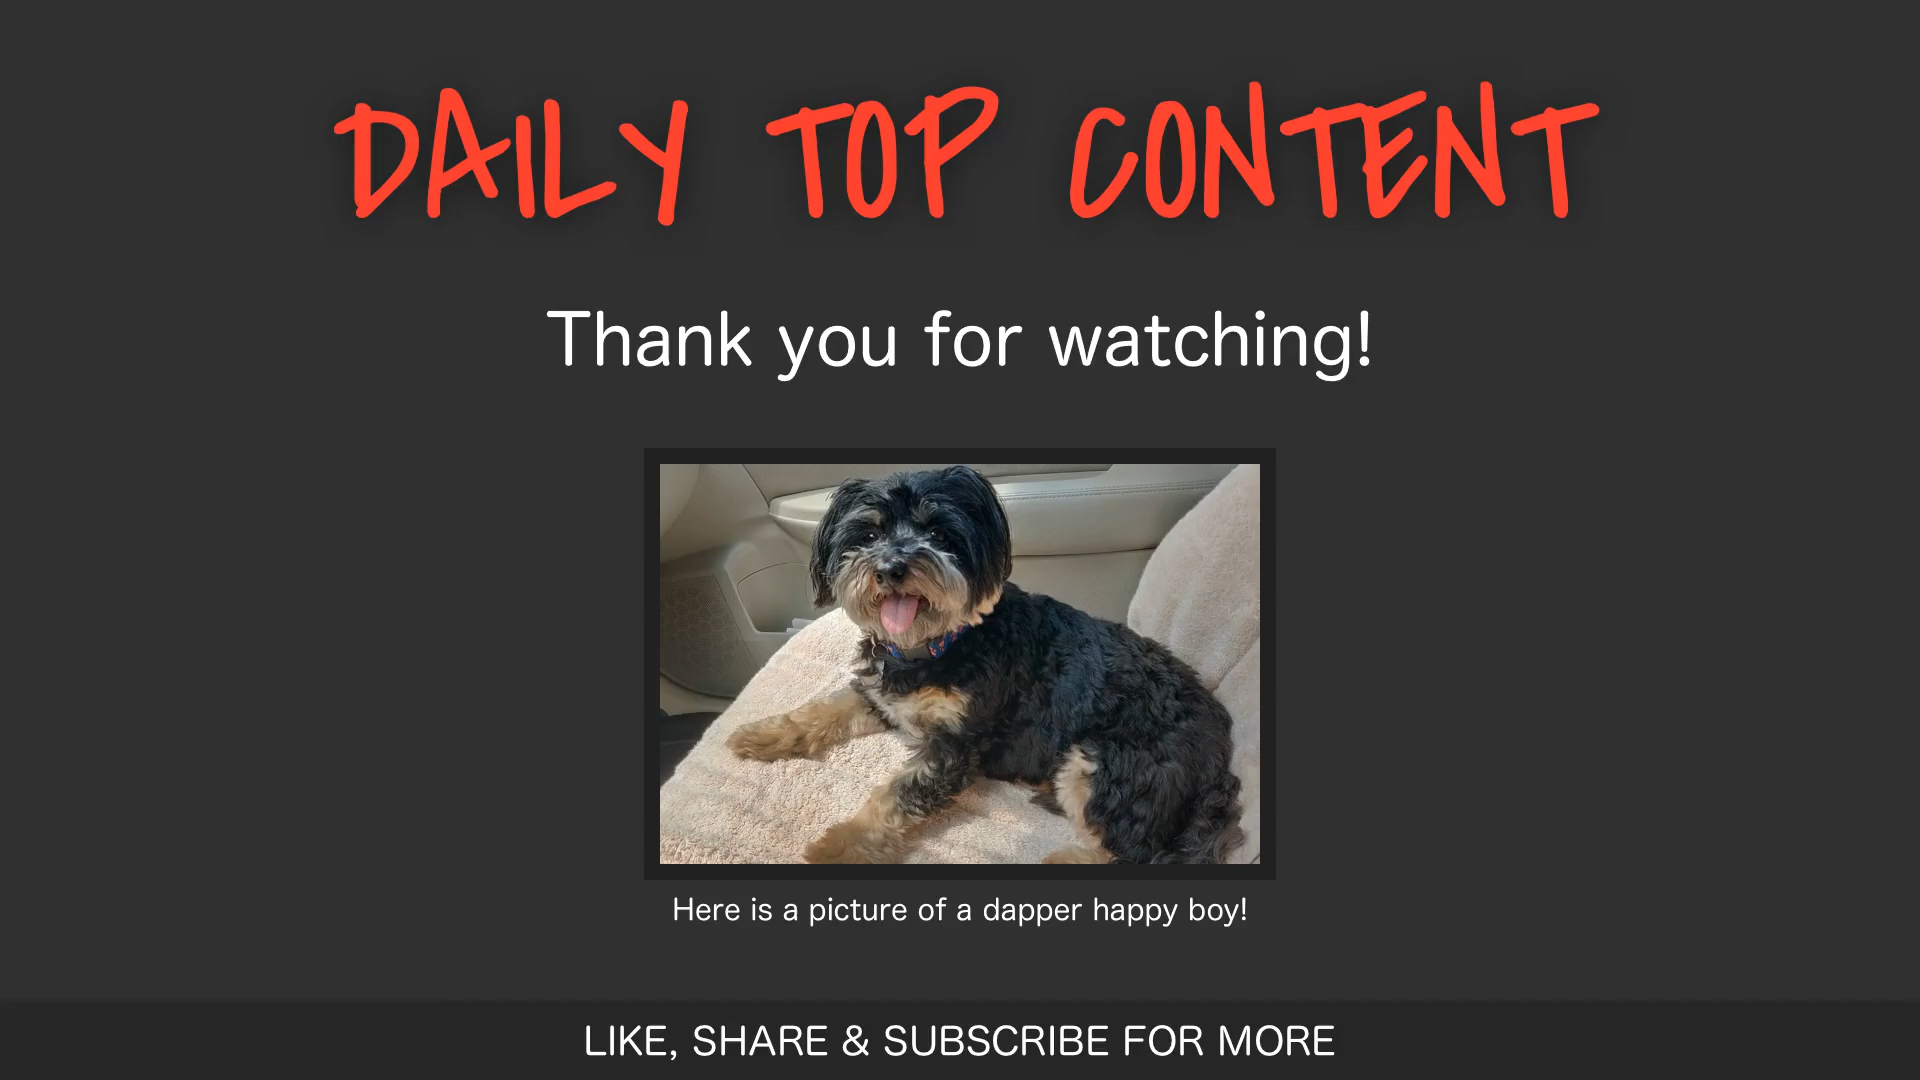 DAILY TOP CONTENT
Thank you for watching!
Here is a picture of a dapper happy boy!
LIKE, SHARE & SUBSCRIBE FOR MORE